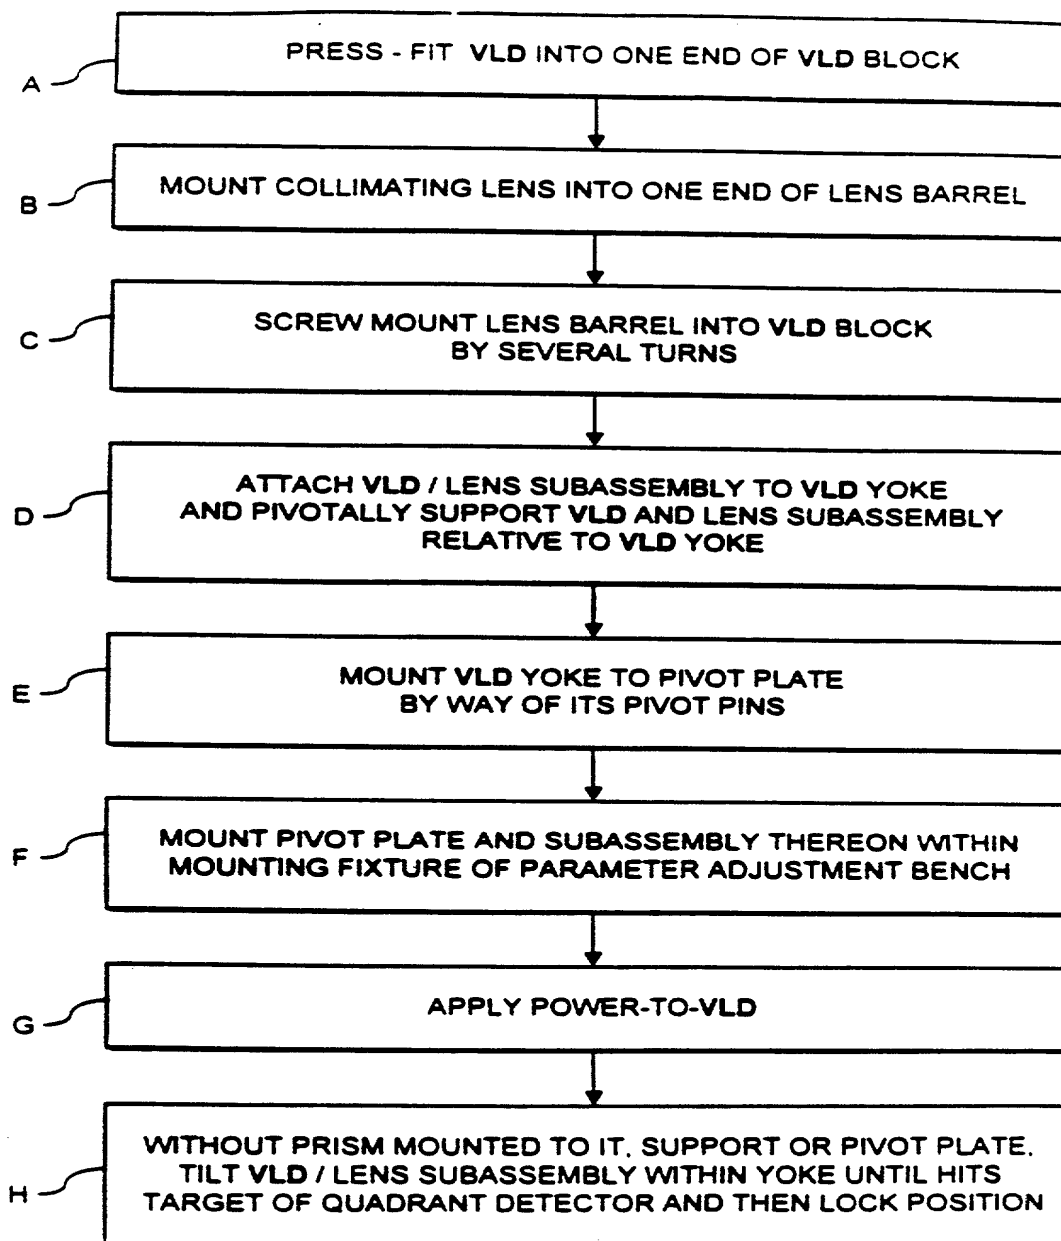 A
PRESS - FIT VLD INTO ONE END OF VLD BLOCK
B
MOUNT COLLIMATING LENS INTO ONE END OF LENS BARREL
C
SCREW MOUNT LENS BARREL INTO VLD BLOCK
BY SEVERAL TURNS
D
ATTACH VLD / LENS SUBASSEMBLY TO VLD YOKE
AND PIVOTALLY SUPPORT VLD AND LENS SUBASSEMBLY
RELATIVE TO VLD YOKE
E
MOUNT VLD YOKE TO PIVOT PLATE
BY WAY OF ITS PIVOT PINS
F
MOUNT PIVOT PLATE AND SUBASSEMBLY THEREON WITHIN
MOUNTING FIXTURE OF PARAMETER ADJUSTMENT BENCH
G
APPLY POWER-TO-VLD
H
WITHOUT PRISM MOUNTED TO IT, SUPPORT OR PIVOT PLATE.
TILT VLD / LENS SUBASSEMBLY WITHIN YOKE UNTIL HITS
TARGET OF QUADRANT DETECTOR AND THEN LOCK POSITION